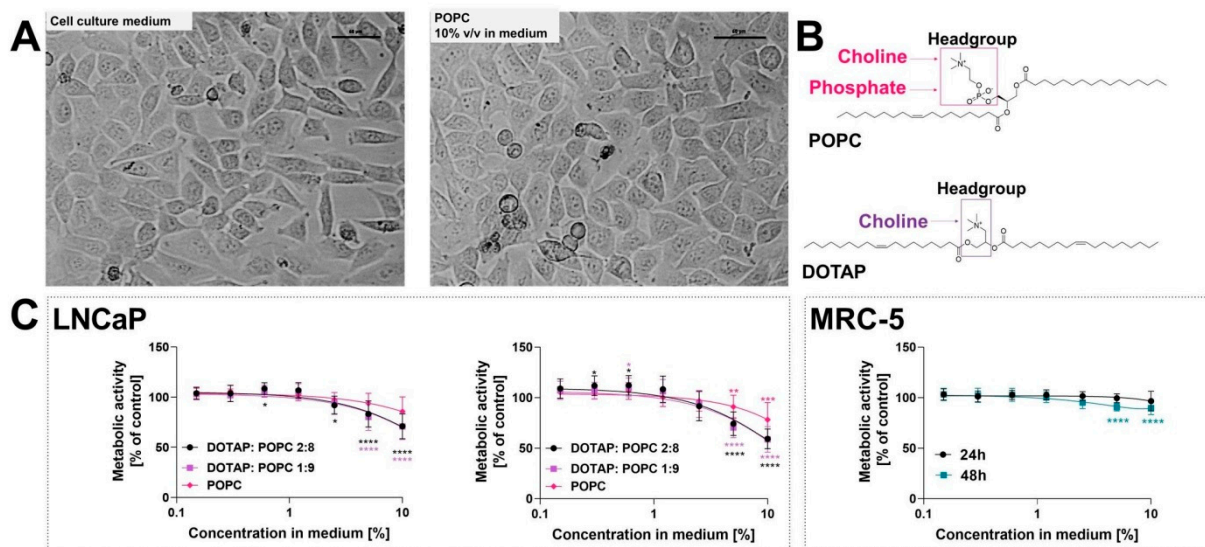 A
Cell culture medium
POPC
10% v/v in medium
B
Headgroup
Choline
Phosphate
POPC
Headgroup
Choline
DOTAP
C
LNCaP
Metabolic activity
[% of control]
150
100
50
0
0.1
1
10
Concentration in medium [%]
DOTAP: POPC 2:8
DOTAP: POPC 1:9
POPC
*
*
****
****
****
****
Metabolic activity
[% of control]
150
100
50
0
0.1
1
10
Concentration in medium [%]
DOTAP: POPC 2:8
DOTAP: POPC 1:9
POPC
*
*
*
**
***
****
****
****
****
MRC-5
Metabolic activity
[% of control]
150
100
50
0
0.1
1
10
Concentration in medium [%]
24h
48h
****
****